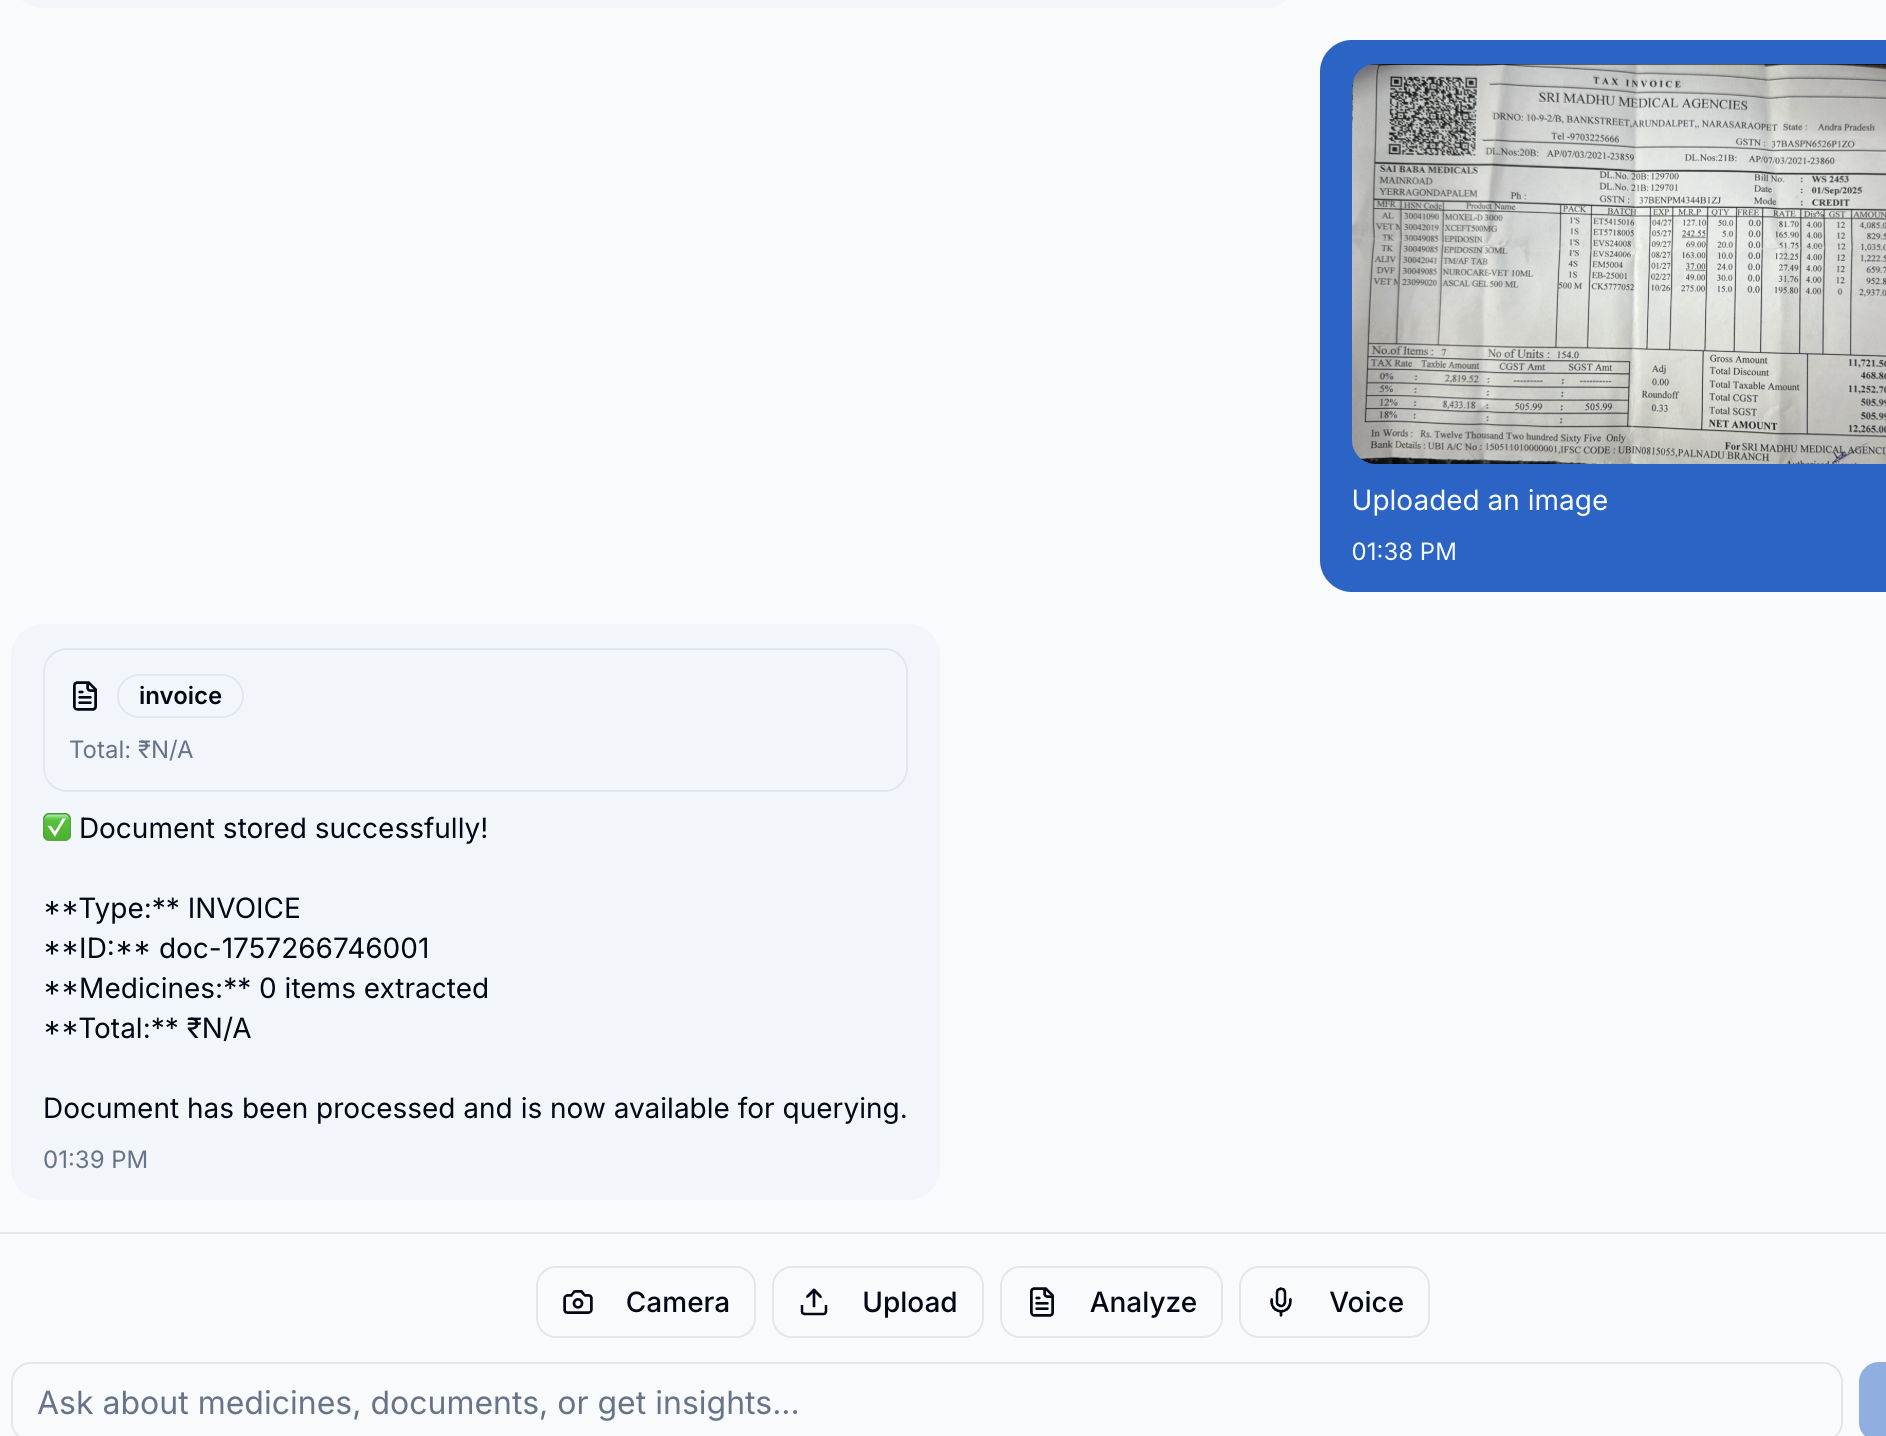 TAX INVOICE
SRI MADHU MEDICAL AGENCIES
DRNO: 10-9-2/B, BANKSTREET,ARUNDALPET,, NARASARAOPET State : Andra Pradesh
Tel -9703225666 GSTN : 37BASPN6526P1ZO
DL.Nos:20B: AP/07/03/2021-23859 DL.Nos:21B: AP/07/03/2021-23860
SAI BABA MEDICALS DL.No. 20B: 129700 Bill No. : WS 2453
MAINROAD DL.No. 21B: 129701 Date : 01/Sep/2025
YERRAGONDAPALEM Ph : GSTN : 37BENPM4344B1ZJ Mode : CREDIT
MFR HSN Code Product Name PACK BATCH EXP M.R.P QTY FREE RATE Dis% GST AMOUN
AL 30041090 MOXEL-D 3000 1'S ET5415016 04/27 127.10 50.0 0.0 81.70 4.00 12 4,085.0
VET M 30042019 XCEFT500MG 1S ET5718005 05/27 242.55 5.0 0.0 165.90 4.00 12 829.5
TK 30049085 EPIDOSIN 1'S EVS24008 09/27 69.00 20.0 0.0 51.75 4.00 12 1,035.0
TK 30049085 EPIDOSIN 30ML 1'S EVS24006 08/27 163.00 10.0 0.0 122.25 4.00 12 1,222.5
ALIV 30042041 TM/AF TAB 4S EM5004 01/27 37.00 24.0 0.0 27.49 4.00 12 659.7
DVF 30049085 NUROCARE-VET 10ML 1S EB-25001 02/27 49.00 30.0 0.0 31.76 4.00 12 952.8
VET M 23099020 ASCAL GEL 500 ML 500 M CK5777052 10/26 275.00 15.0 0.0 195.80 4.00 0 2,937.0
No.of Items : 7 No of Units : 154.0
TAX Rate Taxble Amount CGST Amt SGST Amt
0% : 2,819.52 : --------- : ----------
5% : : :
12% : 8,433.18 : 505.99 : 505.99
18% : : :
Adj
0.00
Roundoff
0.33
Gross Amount 11,721.56
Total Discount 468.86
Total Taxable Amount 11,252.70
Total CGST 505.99
Total SGST 505.99
NET AMOUNT 12,265.00
In Words : Rs. Twelve Thousand Two hundred Sixty Five Only
Bank Details : UBI A/C No : 150511010000001,IFSC CODE : UBIN0815055,PALNADU BRANCH
For SRI MADHU MEDICAL AGENCI
Uploaded an image
01:38 PM
invoice
Total: ₹N/A
✅ Document stored successfully!
**Type:** INVOICE
**ID:** doc-1757266746001
**Medicines:** 0 items extracted
**Total:** ₹N/A
Document has been processed and is now available for querying.
01:39 PM
Camera Upload Analyze Voice
Ask about medicines, documents, or get insights...